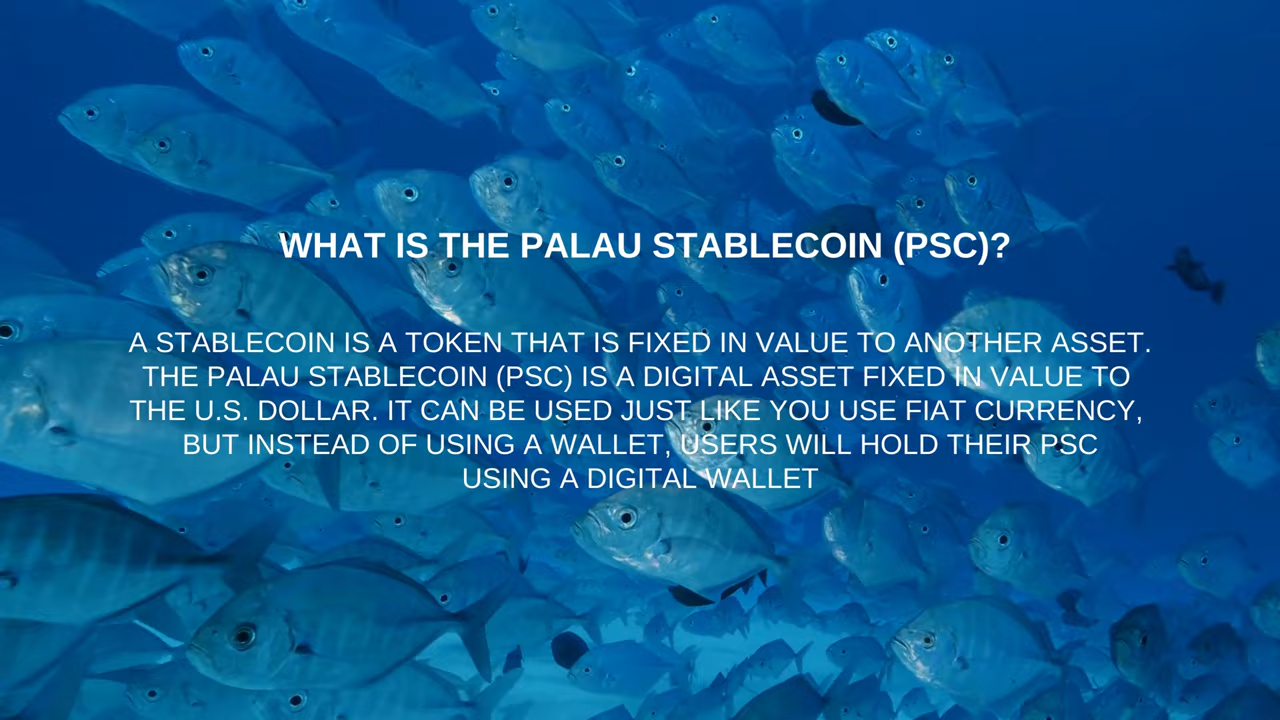 WHAT IS THE PALAU STABLECOIN (PSC)?
A STABLECOIN IS A TOKEN THAT IS FIXED IN VALUE TO ANOTHER ASSET.
THE PALAU STABLECOIN (PSC) IS A DIGITAL ASSET FIXED IN VALUE TO
THE U.S. DOLLAR. IT CAN BE USED JUST LIKE YOU USE FIAT CURRENCY,
BUT INSTEAD OF USING A WALLET, USERS WILL HOLD THEIR PSC
USING A DIGITAL WALLET